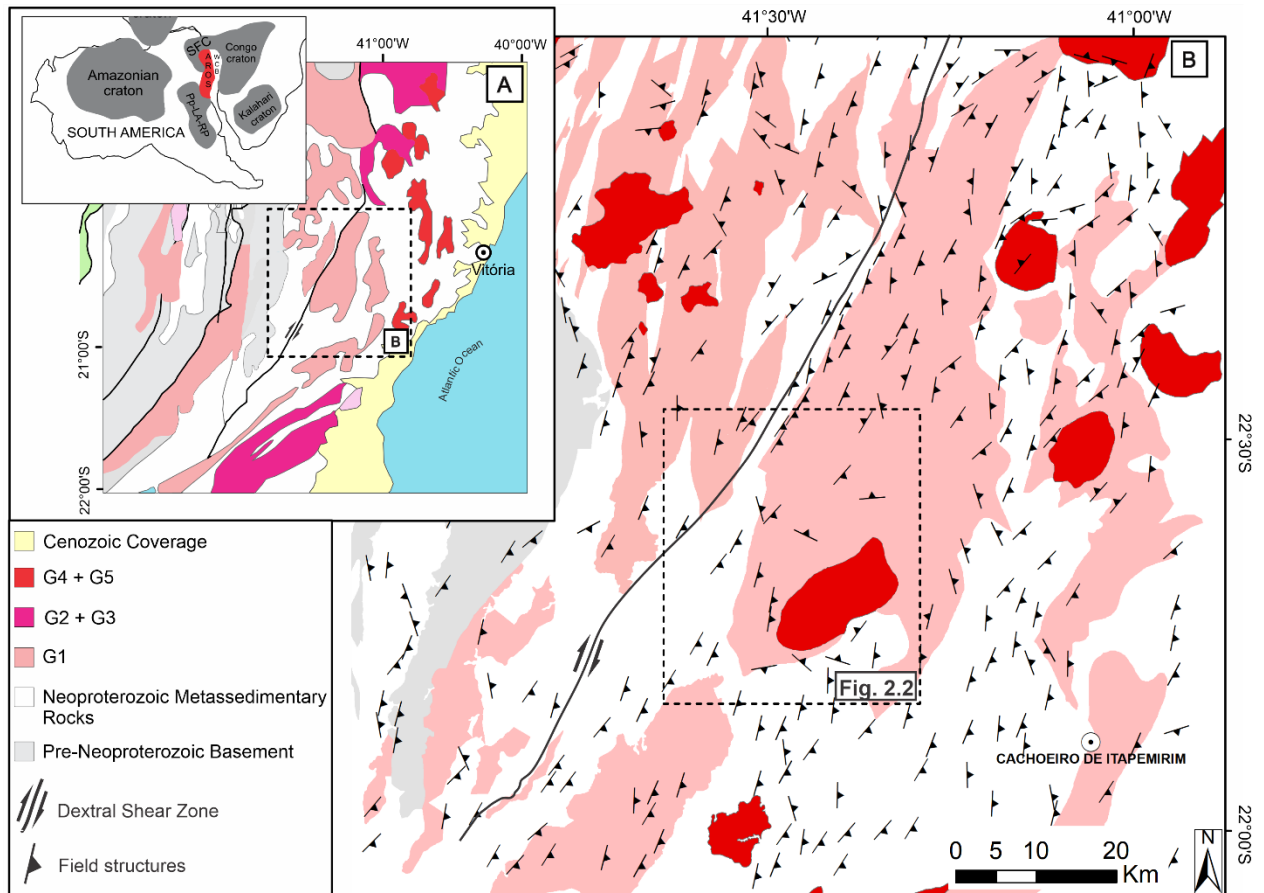 SFC
Congo
craton
Amazonian
craton
A
R
O
S
W
C
B
Pp-LA-RP
Kalahari
craton
SOUTH AMERICA
41°00'W
40°00'W
A
Vitória
B
Atlantic Ocean
21°00'S
22°00'S
41°30'W
41°00'W
B
22°30'S
22°00'S
Fig. 2.2
CACHOEIRO DE ITAPEMIRIM
0 5 10 20
Km
N
Cenozoic Coverage
G4 + G5
G2 + G3
G1
Neoproterozoic Metassedimentary
Rocks
Pre-Neoproterozoic Basement
Dextral Shear Zone
Field structures